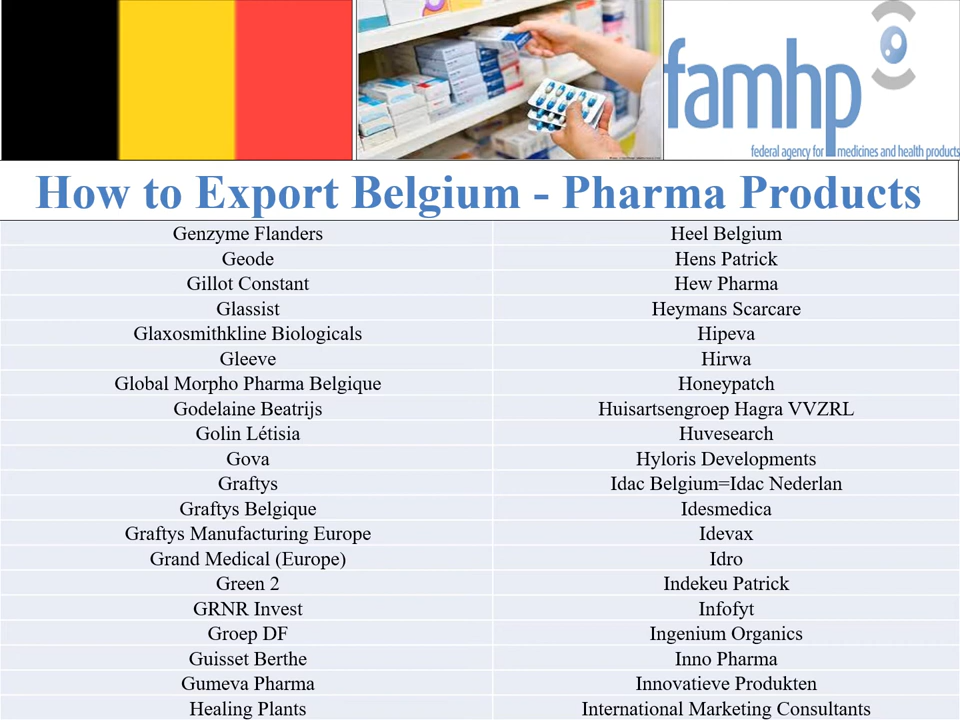 famhp
federal agency for medicines and health products
How to Export Belgium - Pharma Products
Genzyme Flanders Heel Belgium
Geode Hens Patrick
Gillot Constant Hew Pharma
Glassist Heymans Scarcare
Glaxosmithkline Biologicals Hipeva
Gleeve Hirwa
Global Morpho Pharma Belgique Honeypatch
Godelaine Beatrijs Huisartsengroep Hagra VVZRL
Golin Létisia Huvesearch
Gova Hyloris Developments
Graftys Idac Belgium=Idac Nederlan
Graftys Belgique Idesmedica
Graftys Manufacturing Europe Idevax
Grand Medical (Europe) Idro
Green 2 Indekeu Patrick
GRNR Invest Infofyt
Groep DF Ingenium Organics
Guisset Berthe Inno Pharma
Gumeva Pharma Innovatieve Produkten
Healing Plants International Marketing Consultants